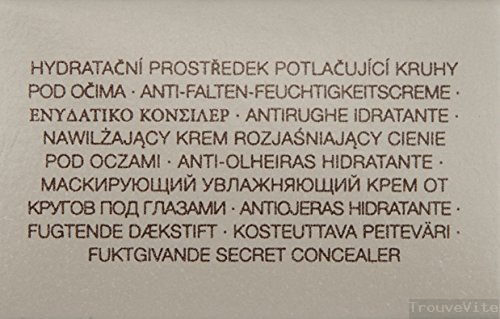 HYDRATAČNÍ PROSTŘEDEK POTLAČUJÍCÍ KRUHY
POD OČIMA · ANTI-FALTEN-FEUCHTIGKEITSCREME ·
ΕΝΥΔΑΤΙΚΟ ΚΟΝΣΙΛΕΡ · ANTIRUGHE IDRATANTE ·
NAWILŻAJĄCY KREM ROZJAŚNIAJĄCY CIENIE
POD OCZAMI · ANTI-OLHEIRAS HIDRATANTE ·
МАСКИРУЮЩИЙ УВЛАЖНЯЮЩИЙ КРЕМ ОТ
КРУГОВ ПОД ГЛАЗАМИ · ANTIOJERAS HIDRATANTE ·
FUGTENDE DÆKSTIFT · KOSTEUTTAVA PEITEVÄRI ·
FUKTGIVANDE SECRET CONCEALER
TrouveVite